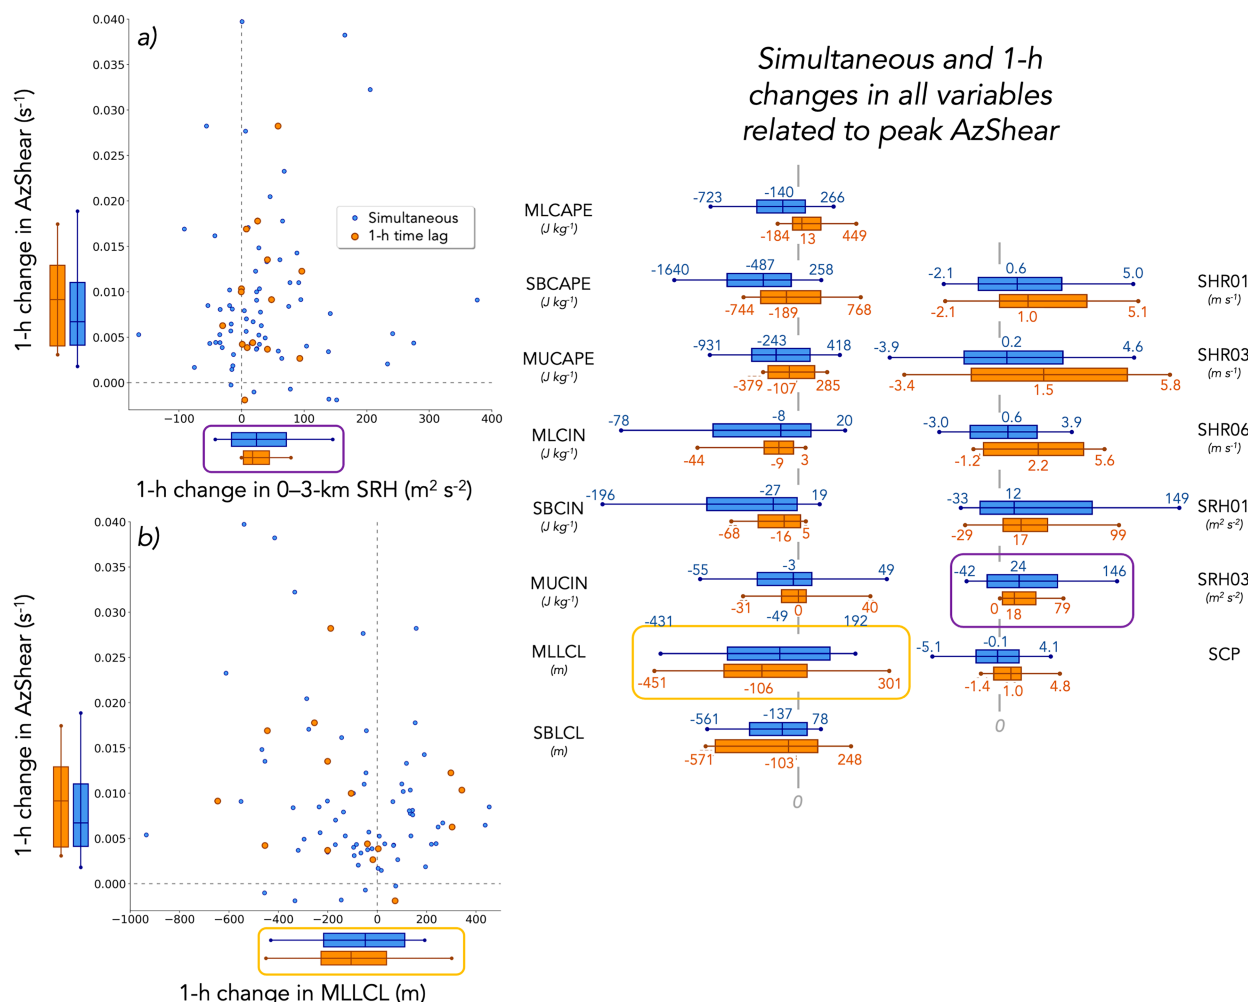 a)
1-h change in AzShear (s-1)
0.040
0.035
0.030
0.025
0.020
0.015
0.010
0.005
0.000
Simultaneous
1-h time lag
−100
0
100
200
300
400
1-h change in 0–3-km SRH (m2 s-2)
b)
1-h change in AzShear (s-1)
0.040
0.035
0.030
0.025
0.020
0.015
0.010
0.005
0.000
−1000
−800
−600
−400
−200
0
200
400
1-h change in MLLCL (m)
Simultaneous and 1-h
changes in all variables
related to peak AzShear
MLCAPE
(J kg-1)
-723 -140 266
-184 13 449
SBCAPE
(J kg-1)
-1640 -487 258
-744 -189 768
MUCAPE
(J kg-1)
-931 -243 418
-379 -107 285
MLCIN
(J kg-1)
-78 -8 20
-44 -9 3
SBCIN
(J kg-1)
-196 -27 19
-68 -16 5
MUCIN
(J kg-1)
-55 -3 49
-31 0 40
MLLCL
(m)
-431 -49 192
-451 -106 301
SBLCL
(m)
-561 -137 78
-571 -103 248
0
SHR01
(m s-1)
-2.1 0.6 5.0
-2.1 1.0 5.1
SHR03
(m s-1)
-3.9 0.2 4.6
-3.4 1.5 5.8
SHR06
(m s-1)
-3.0 0.6 3.9
-1.2 2.2 5.6
SRH01
(m2 s-2)
-33 12 149
-29 17 99
SRH03
(m2 s-2)
-42 24 146
0 18 79
SCP
-5.1 -0.1 4.1
-1.4 1.0 4.8
0